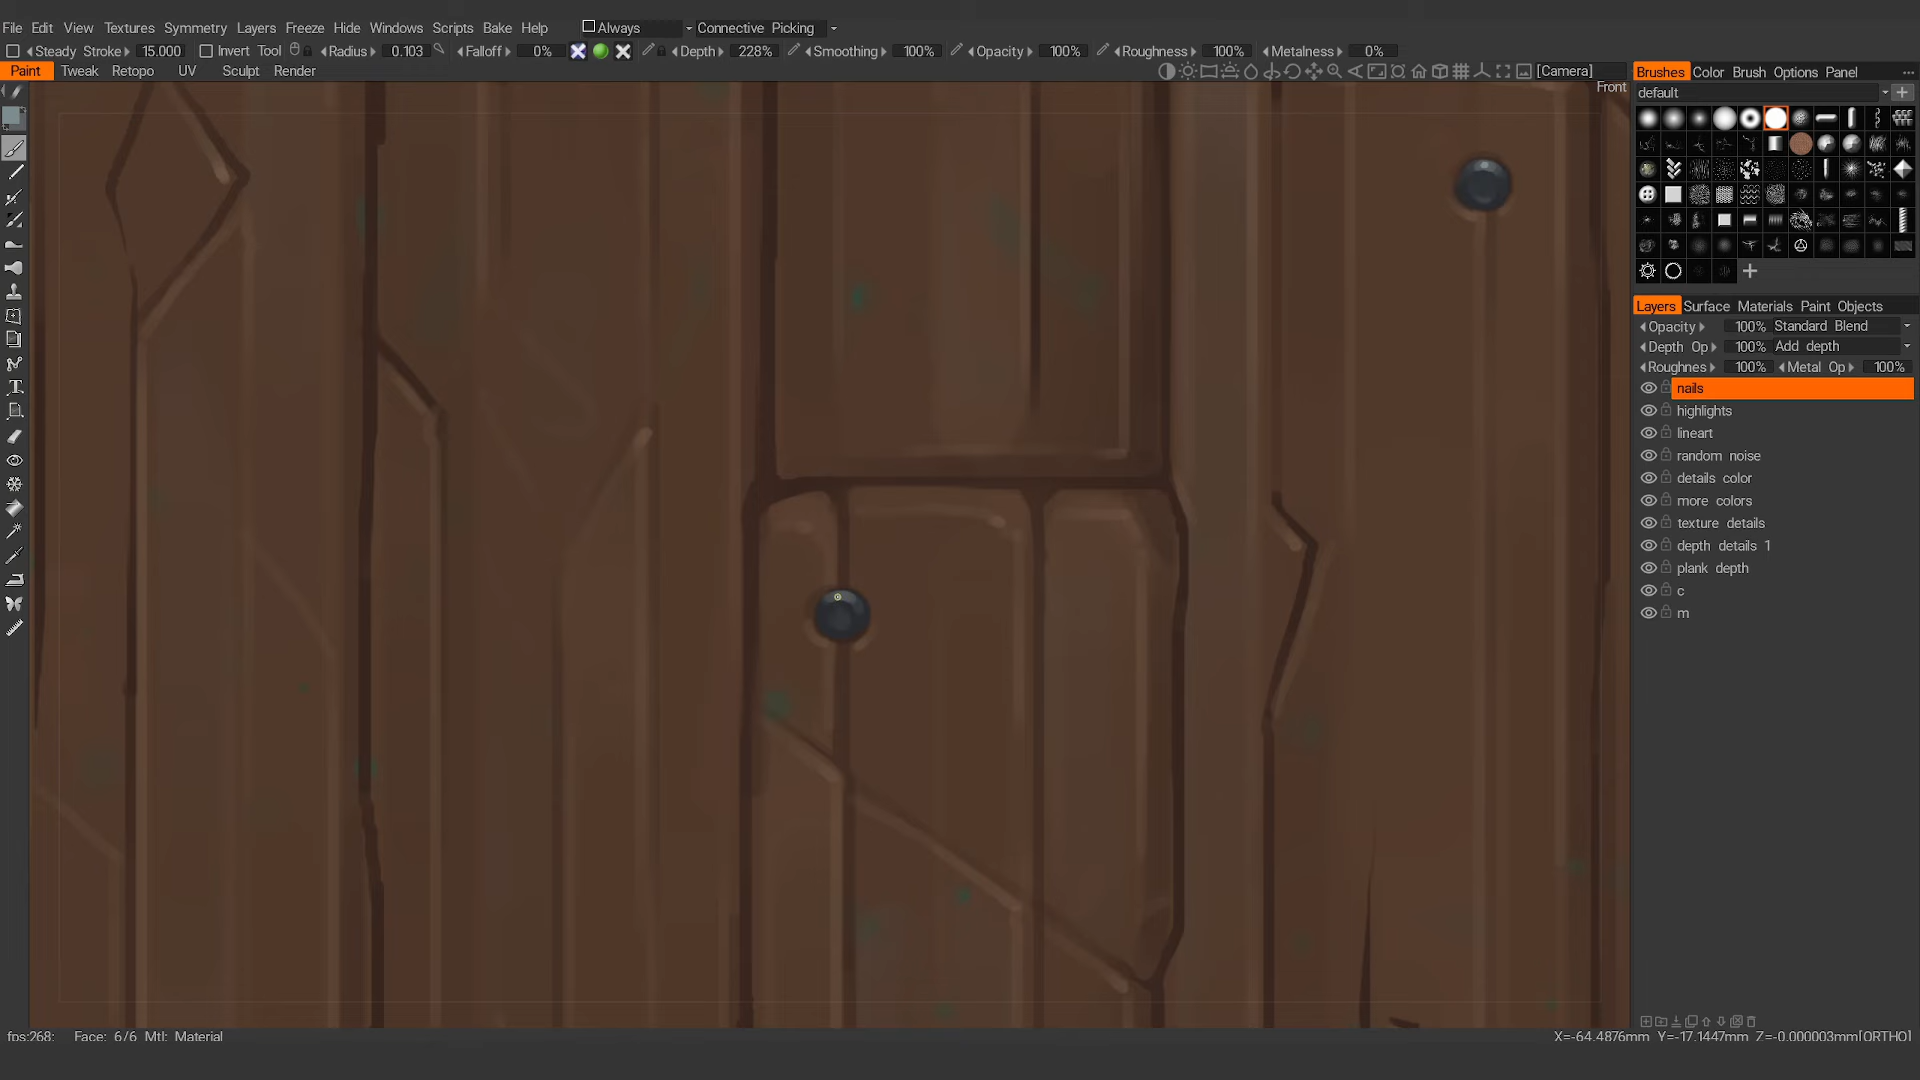 File Edit View Textures Symmetry Layers Freeze Hide Windows Scripts Bake Help Always Connective Picking
Steady Stroke 15.000 Invert Tool Radius 0.103 Falloff 0% Depth 228% Smoothing 100% Opacity 100% Roughness 100% Metalness 0%
Paint Tweak Retopo UV Sculpt Render [Camera] Brushes Color Brush Options Panel
Front
default
Layers Surface Materials Paint Objects
Opacity 100% Standard Blend
Depth Op 100% Add depth
Roughnes 100% Metal Op 100%
nails
highlights
lineart
random noise
details color
more colors
texture details
depth details 1
plank depth
c
m
fps:268: Face: 6/6 Mtl: Material X=-64.4876mm Y=-17.1447mm Z=-0.000003mm[ORTHO]